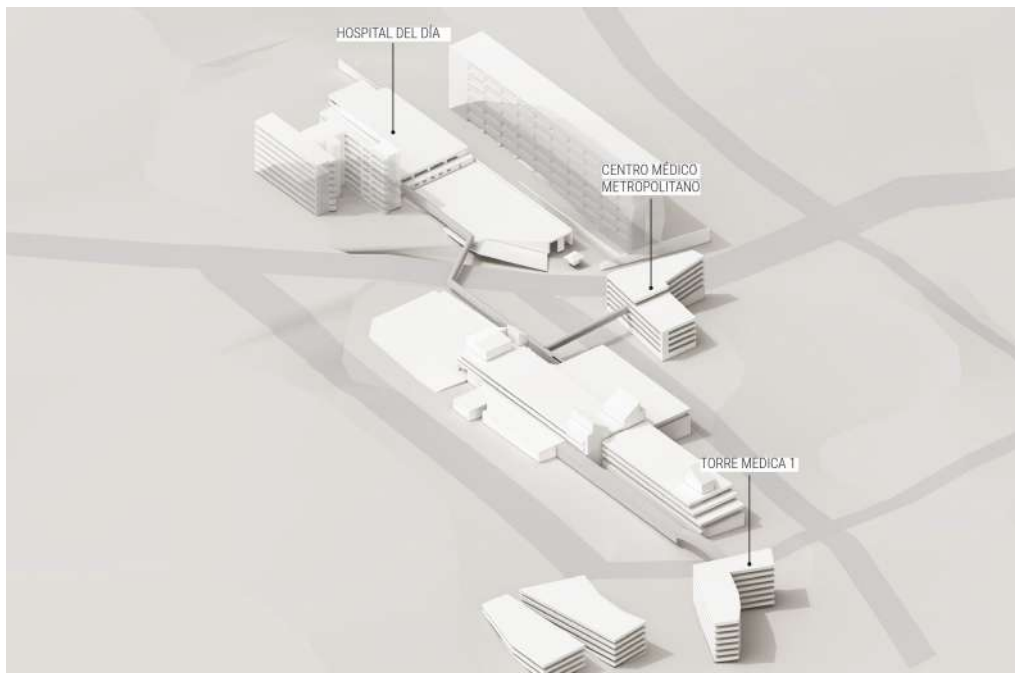 HOSPITAL DEL DÍA
CENTRO MÉDICO
METROPOLITANO
TORRE MEDICA 1